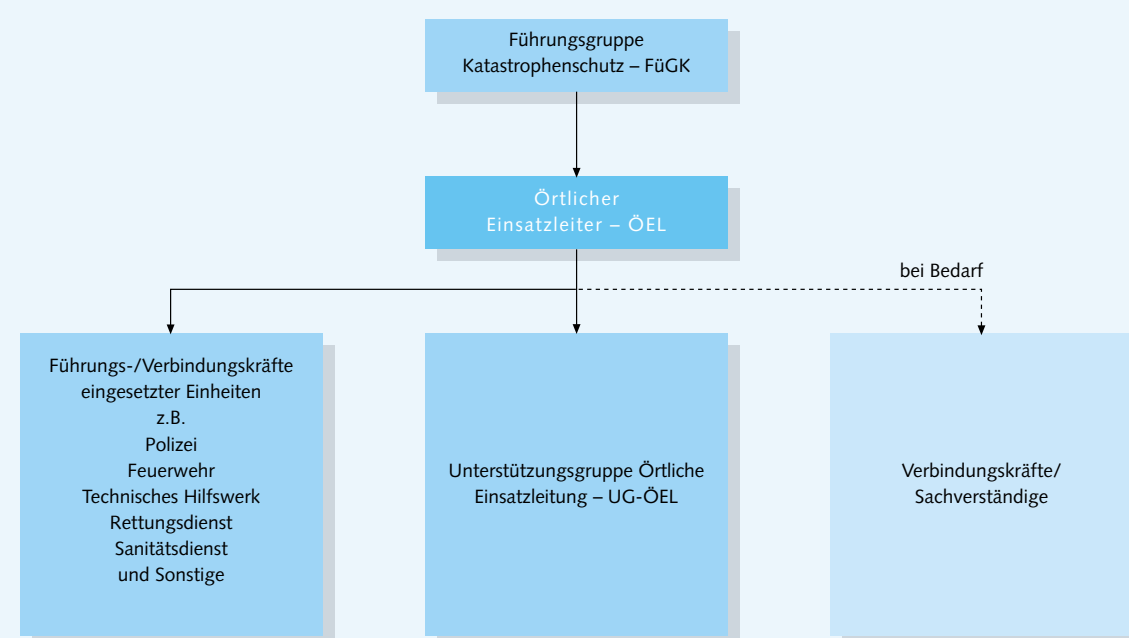 Führungsgruppe
Katastrophenschutz – FüGK
Örtlicher
Einsatzleiter – ÖEL
bei Bedarf
Führungs-/Verbindungskräfte
eingesetzter Einheiten
z.B.
Polizei
Feuerwehr
Technisches Hilfswerk
Rettungsdienst
Sanitätsdienst
und Sonstige
Unterstützungsgruppe Örtliche
Einsatzleitung – UG-ÖEL
Verbindungskräfte/
Sachverständige